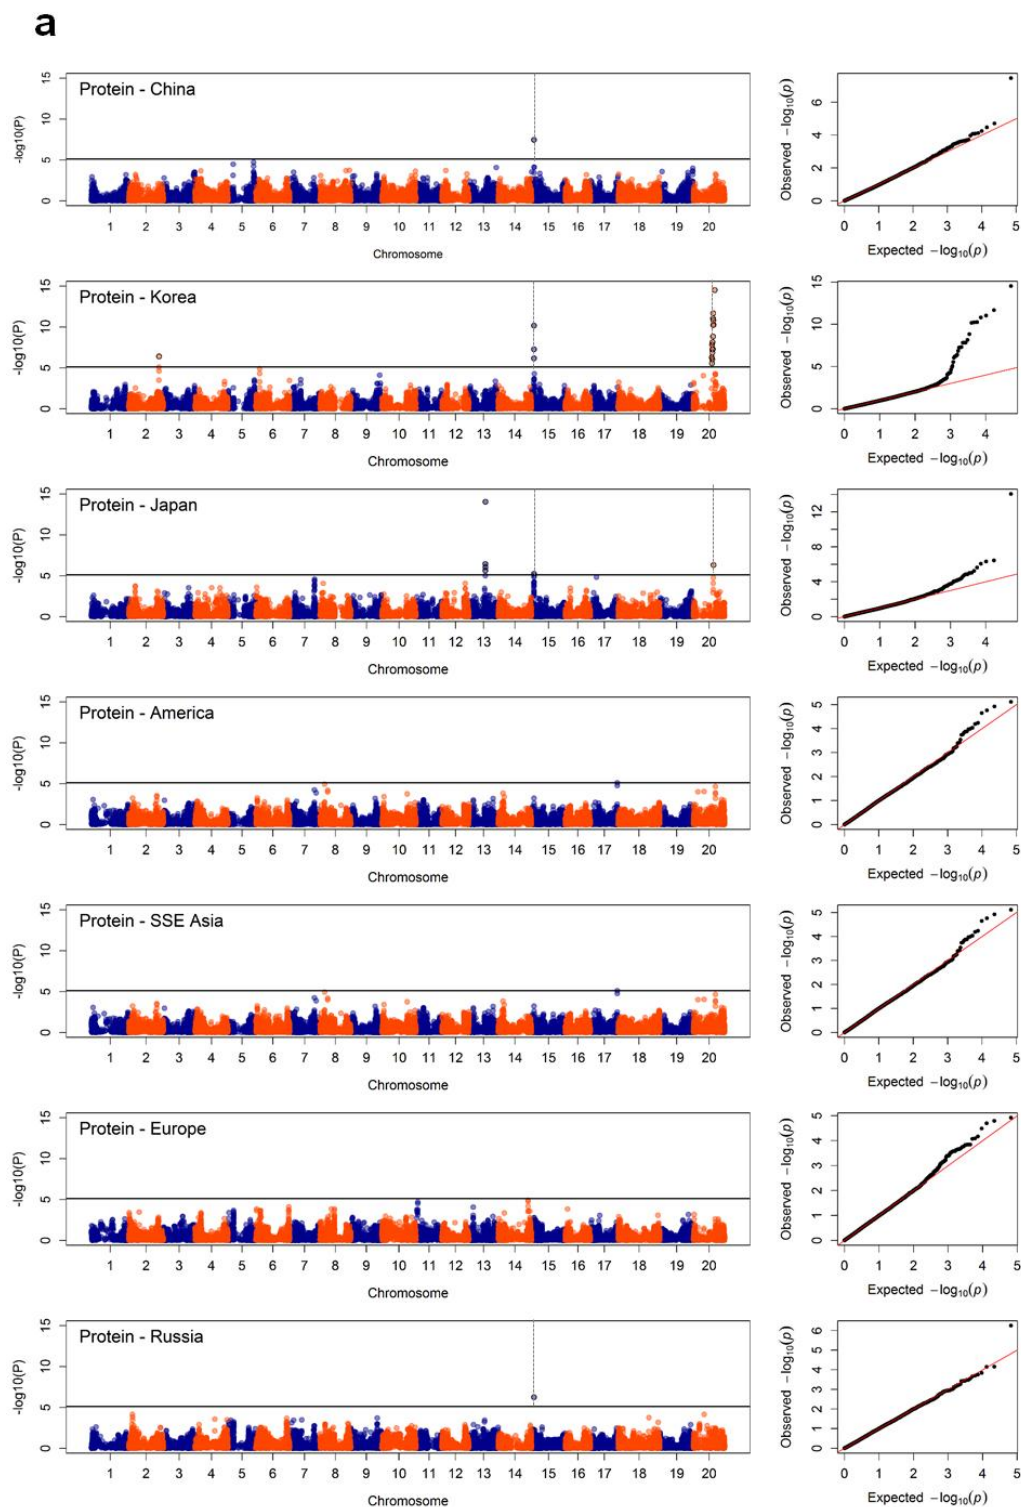 a
Protein - China
-log10(P)
15
10
5
0
1 2 3 4 5 6 7 8 9 10 11 12 13 14 15 16 17 18 19 20
Chromosome
Observed −log10(p)
6
4
2
0
0 1 2 3 4 5
Expected −log10(p)
Protein - Korea
-log10(P)
15
10
5
0
1 2 3 4 5 6 7 8 9 10 11 12 13 14 15 16 17 18 19 20
Chromosome
Observed −log10(p)
15
10
5
0
0 1 2 3 4
Expected −log10(p)
Protein - Japan
-log10(P)
15
10
5
0
1 2 3 4 5 6 7 8 9 10 11 12 13 14 15 16 17 18 19 20
Chromosome
Observed −log10(p)
12
8
4
0
0 1 2 3 4
Expected −log10(p)
Protein - America
-log10(P)
15
10
5
0
1 2 3 4 5 6 7 8 9 10 11 12 13 14 15 16 17 18 19 20
Chromosome
Observed −log10(p)
5
4
3
2
1
0
0 1 2 3 4 5
Expected −log10(p)
Protein - SSE Asia
-log10(P)
15
10
5
0
1 2 3 4 5 6 7 8 9 10 11 12 13 14 15 16 17 18 19 20
Chromosome
Observed −log10(p)
5
4
3
2
1
0
0 1 2 3 4 5
Expected −log10(p)
Protein - Europe
-log10(P)
15
10
5
0
1 2 3 4 5 6 7 8 9 10 11 12 13 14 15 16 17 18 19 20
Chromosome
Observed −log10(p)
5
4
3
2
1
0
0 1 2 3 4 5
Expected −log10(p)
Protein - Russia
-log10(P)
15
10
5
0
1 2 3 4 5 6 7 8 9 10 11 12 13 14 15 16 17 18 19 20
Chromosome
Observed −log10(p)
6
5
4
3
2
1
0
0 1 2 3 4 5
Expected −log10(p)